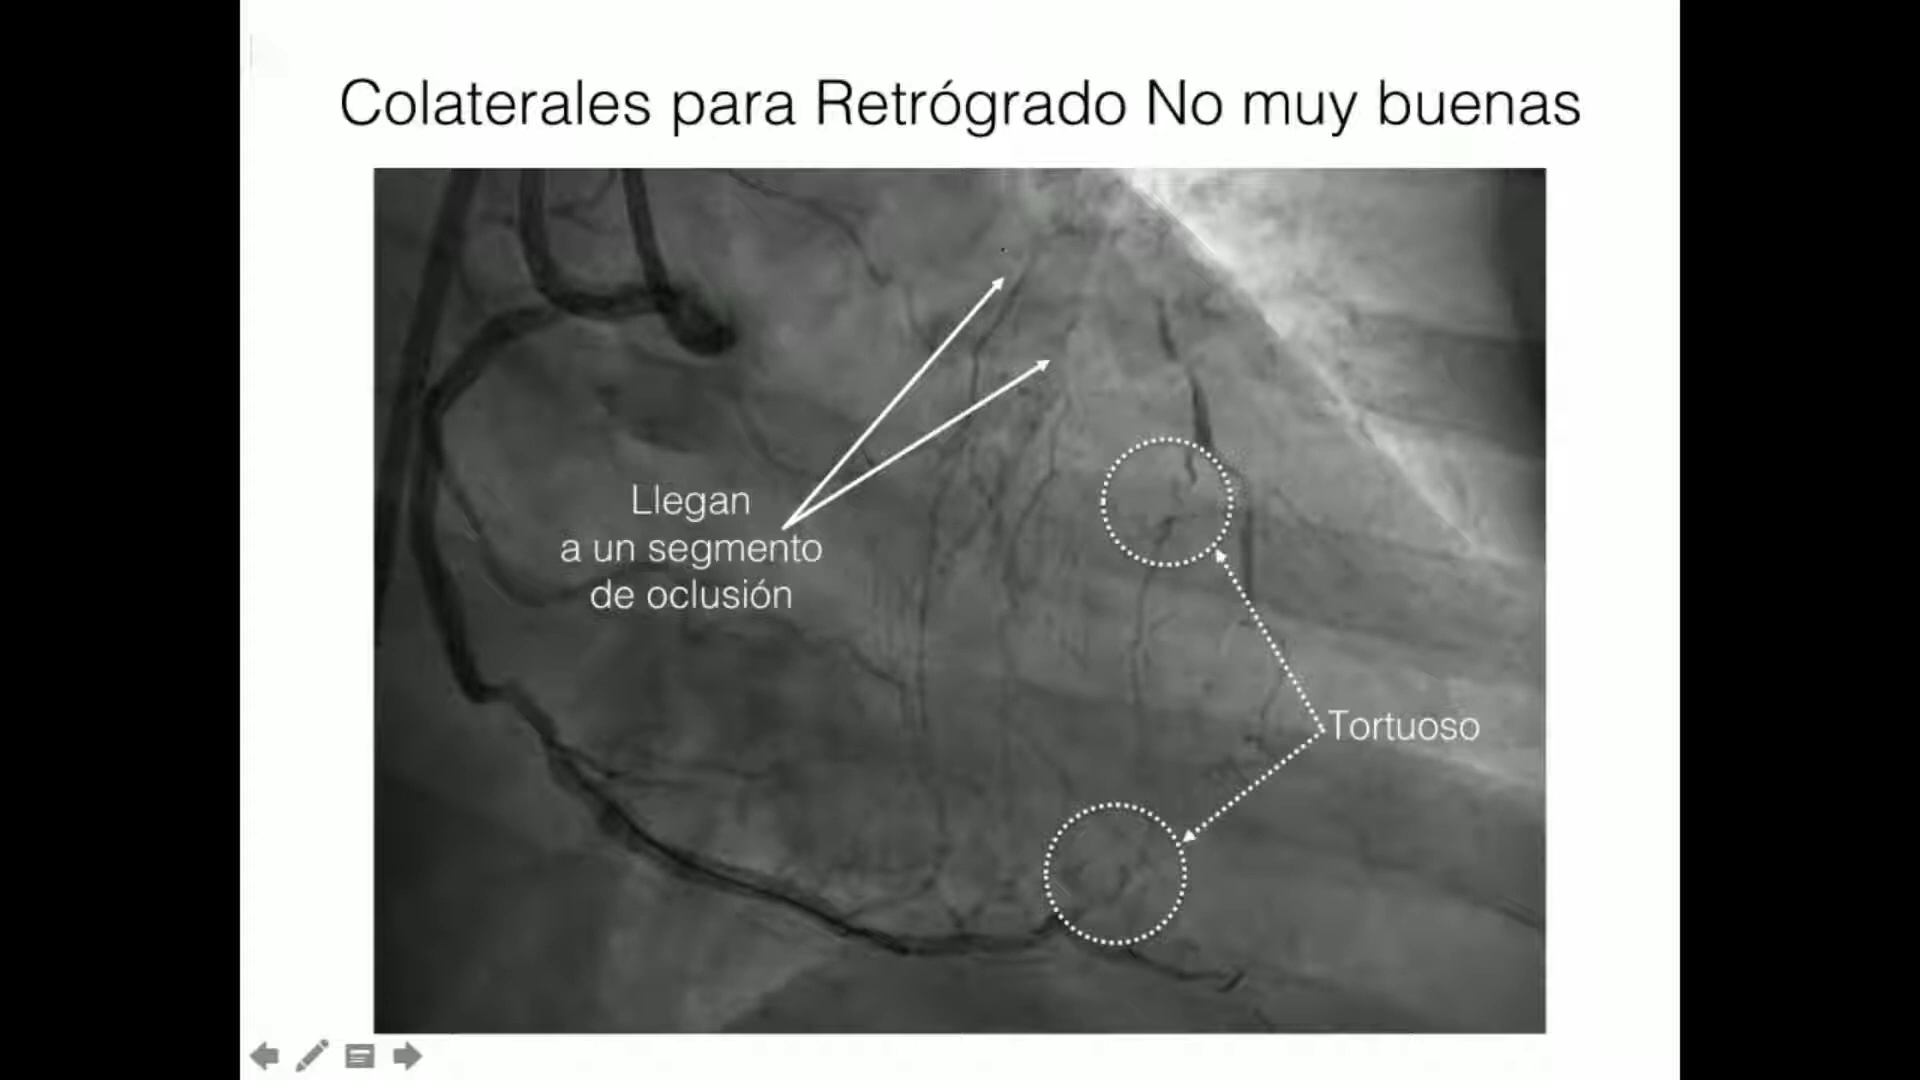 Colaterales para Retrógrado No muy buenas
Llegan
a un segmento
de oclusión
Tortuoso